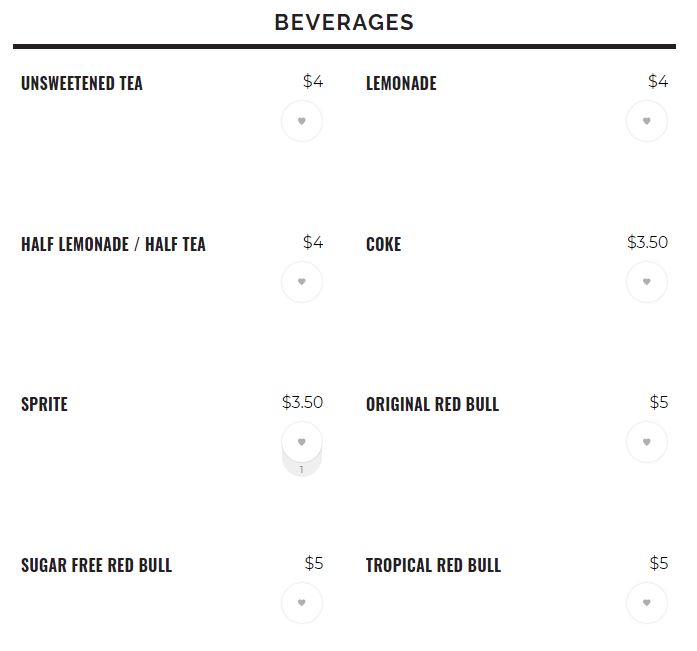 BEVERAGES
UNSWEETENED TEA $4
LEMONADE $4
HALF LEMONADE / HALF TEA $4
COKE $3.50
SPRITE $3.50
1
ORIGINAL RED BULL $5
SUGAR FREE RED BULL $5
TROPICAL RED BULL $5